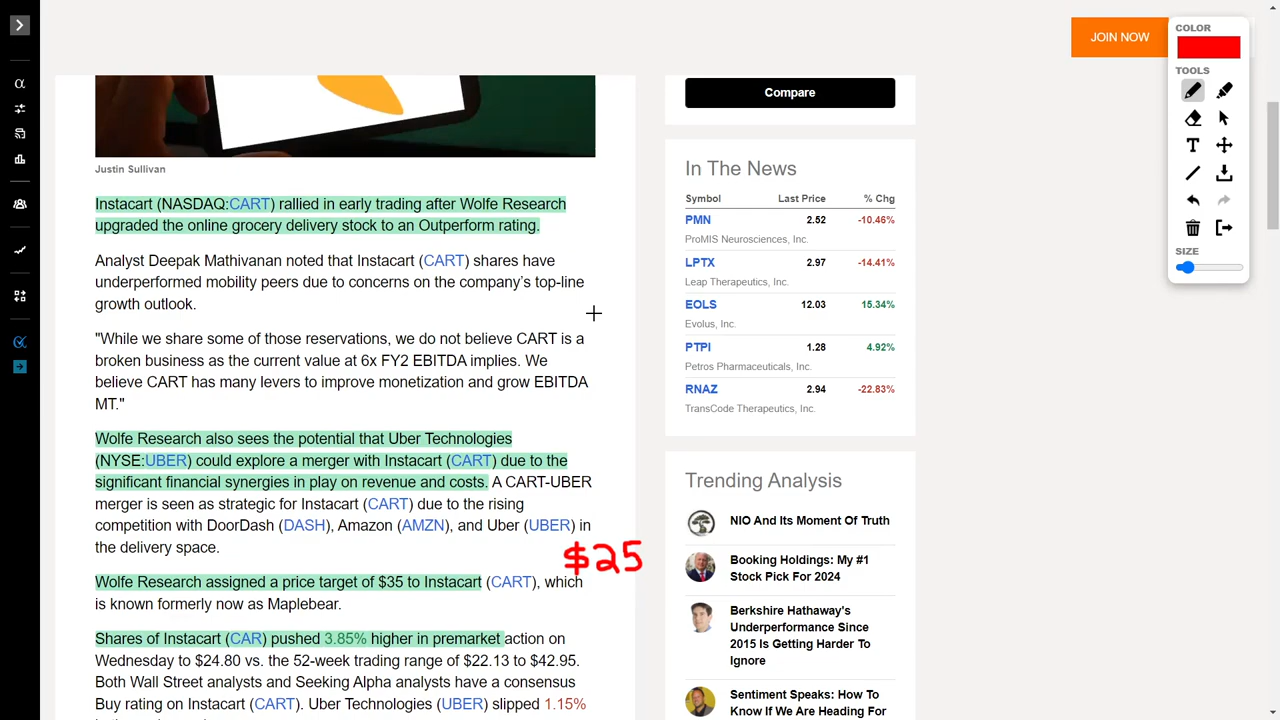 JOIN NOW
COLOR
TOOLS
SIZE
Justin Sullivan
Instacart (NASDAQ:CART) rallied in early trading after Wolfe Research
upgraded the online grocery delivery stock to an Outperform rating.
Analyst Deepak Mathivanan noted that Instacart (CART) shares have
underperformed mobility peers due to concerns on the company's top-line
growth outlook.
"While we share some of those reservations, we do not believe CART is a
broken business as the current value at 6x FY2 EBITDA implies. We
believe CART has many levers to improve monetization and grow EBITDA
MT."
Wolfe Research also sees the potential that Uber Technologies
(NYSE:UBER) could explore a merger with Instacart (CART) due to the
significant financial synergies in play on revenue and costs. A CART-UBER
merger is seen as strategic for Instacart (CART) due to the rising
competition with DoorDash (DASH), Amazon (AMZN), and Uber (UBER) in
the delivery space.
$25
Wolfe Research assigned a price target of $35 to Instacart (CART), which
is known formerly now as Maplebear.
Shares of Instacart (CAR) pushed 3.85% higher in premarket action on
Wednesday to $24.80 vs. the 52-week trading range of $22.13 to $42.95.
Both Wall Street analysts and Seeking Alpha analysts have a consensus
Buy rating on Instacart (CART). Uber Technologies (UBER) slipped 1.15%
Compare
In The News
Symbol Last Price % Chg
PMN 2.52 -10.46%
ProMIS Neurosciences, Inc.
LPTX 2.97 -14.41%
Leap Therapeutics, Inc.
EOLS 12.03 15.34%
Evolus, Inc.
PTPI 1.28 4.92%
Petros Pharmaceuticals, Inc.
RNAZ 2.94 -22.83%
TransCode Therapeutics, Inc.
Trending Analysis
NIO And Its Moment Of Truth
Booking Holdings: My #1
Stock Pick For 2024
Berkshire Hathaway's
Underperformance Since
2015 Is Getting Harder To
Ignore
Sentiment Speaks: How To
Know If We Are Heading For